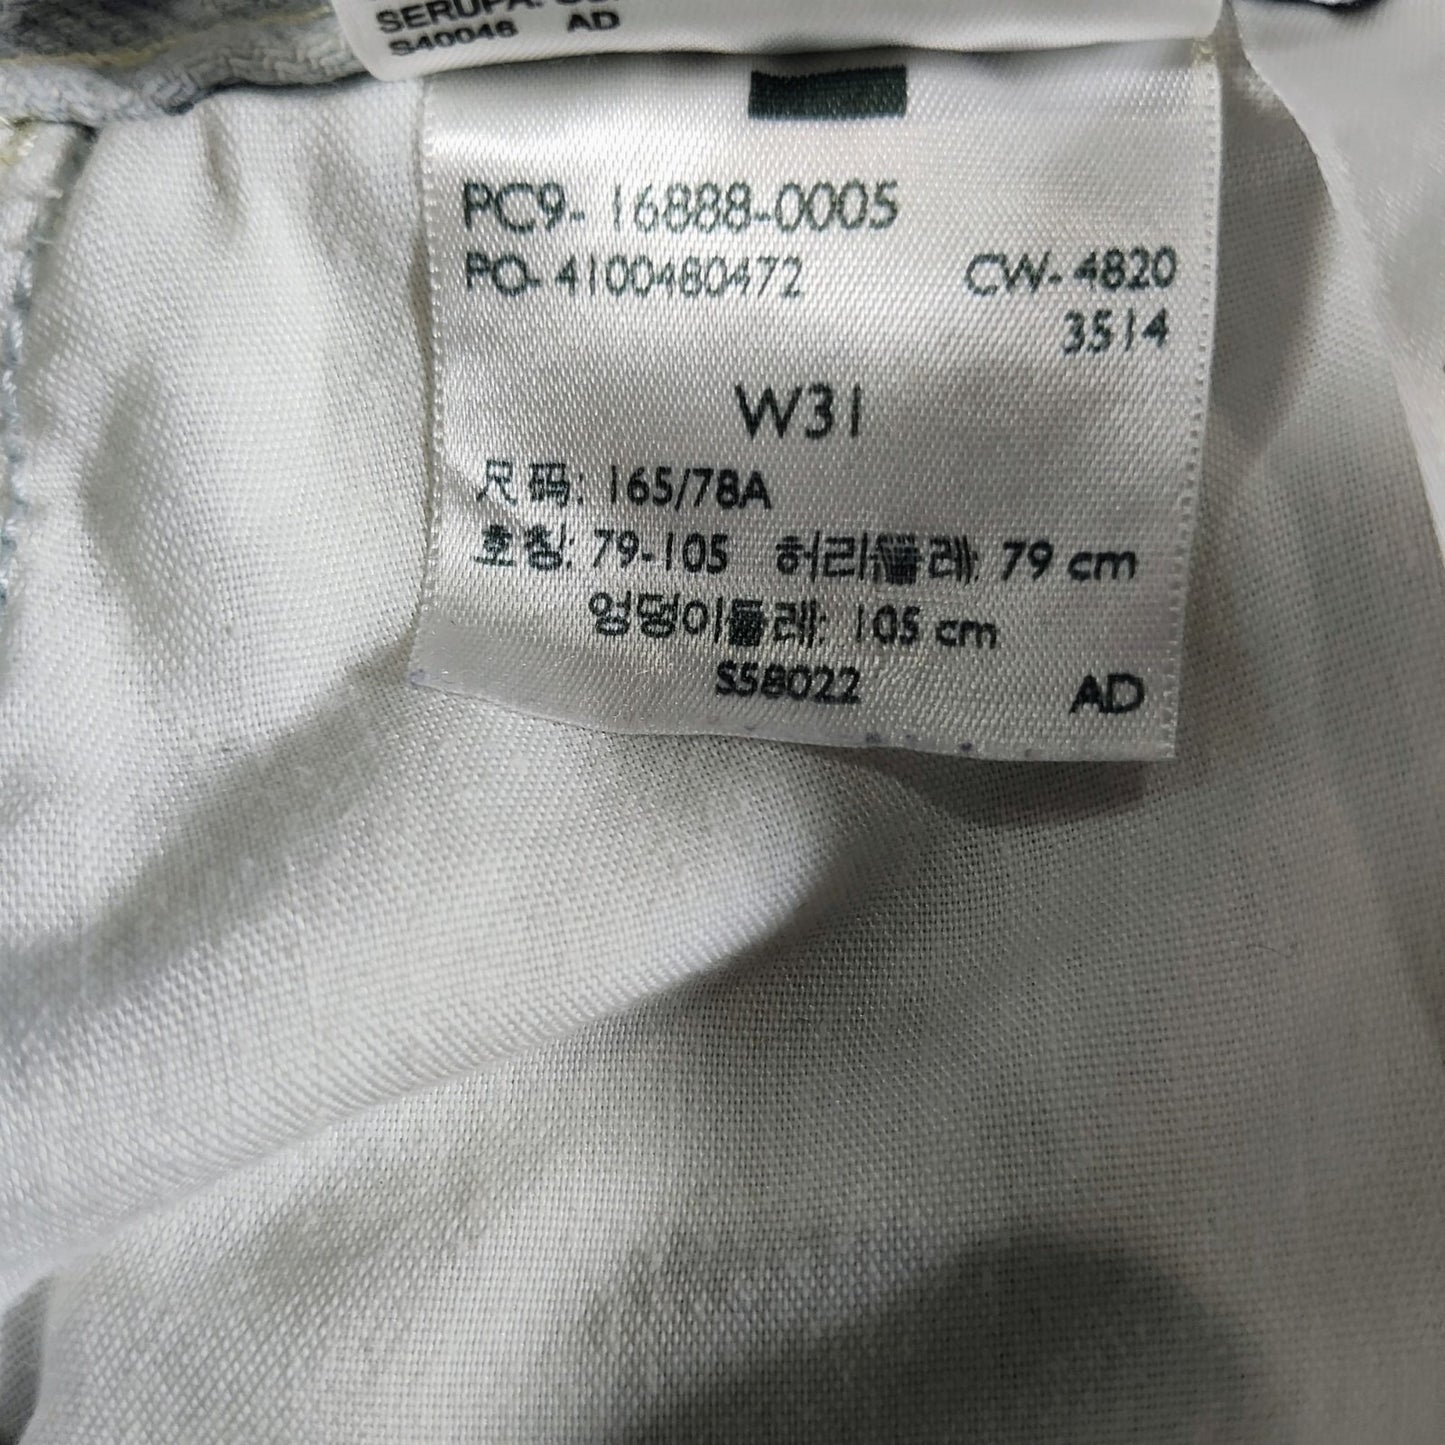 SERUPA:
S40046 AD
PC9-16888-0005
PO-4100480472 CW-4820
3514
W31
尺码: 165/78A
호칭: 79-105 허리둘레: 79 cm
엉덩이둘레: 105 cm
S58022 AD